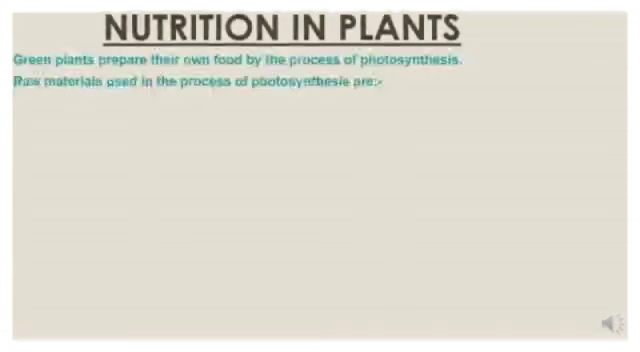 NUTRITION IN PLANTS
Green plants prepare their own food by the process of photosynthesis.
Raw materials used in the process of photosynthesis are:-